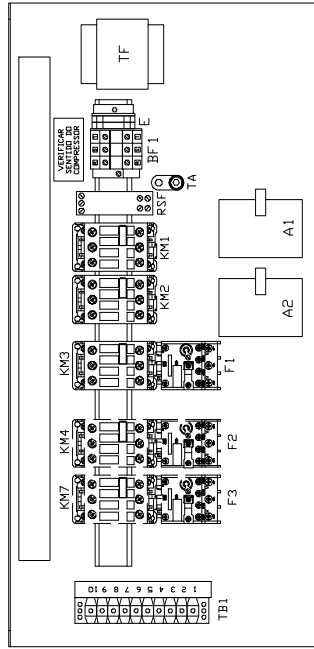 TF
VERIFICAR
SENTIDO DO
COMPRESSOR
E
BF1
TA
RSF
KM1
A1
KM2
A2
KM3
F1
KM4
F2
KM7
F3
10 9 8 7 6 5 4 3 2 1
TB1